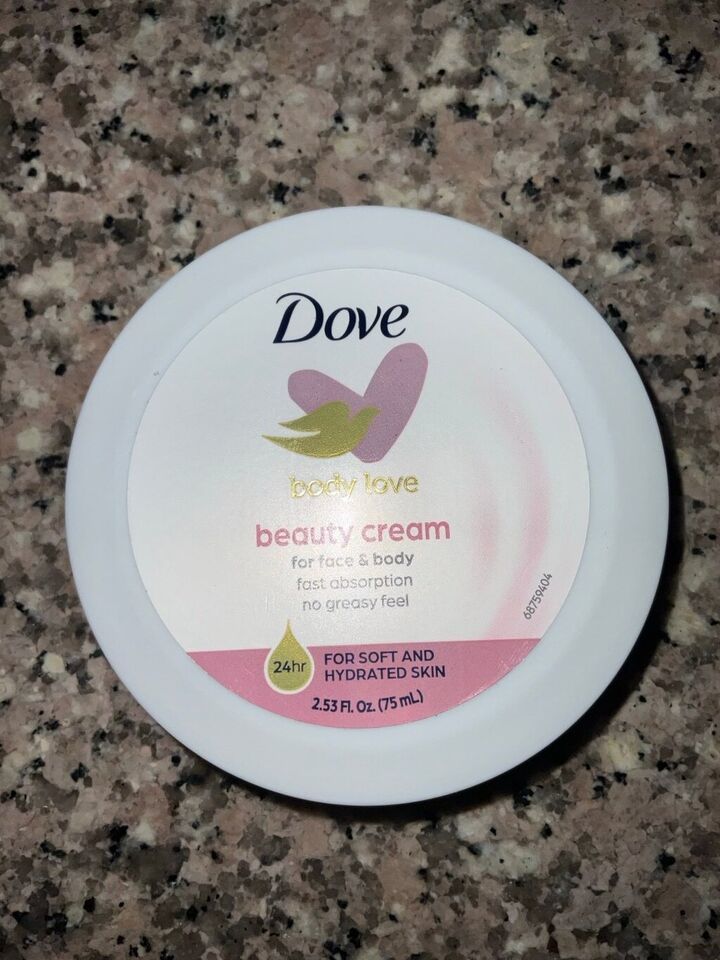 Dove
body love
beauty cream
for face & body
fast absorption
no greasy feel
68759404
24hr
FOR SOFT AND
HYDRATED SKIN
2.53 Fl. Oz. (75 mL)